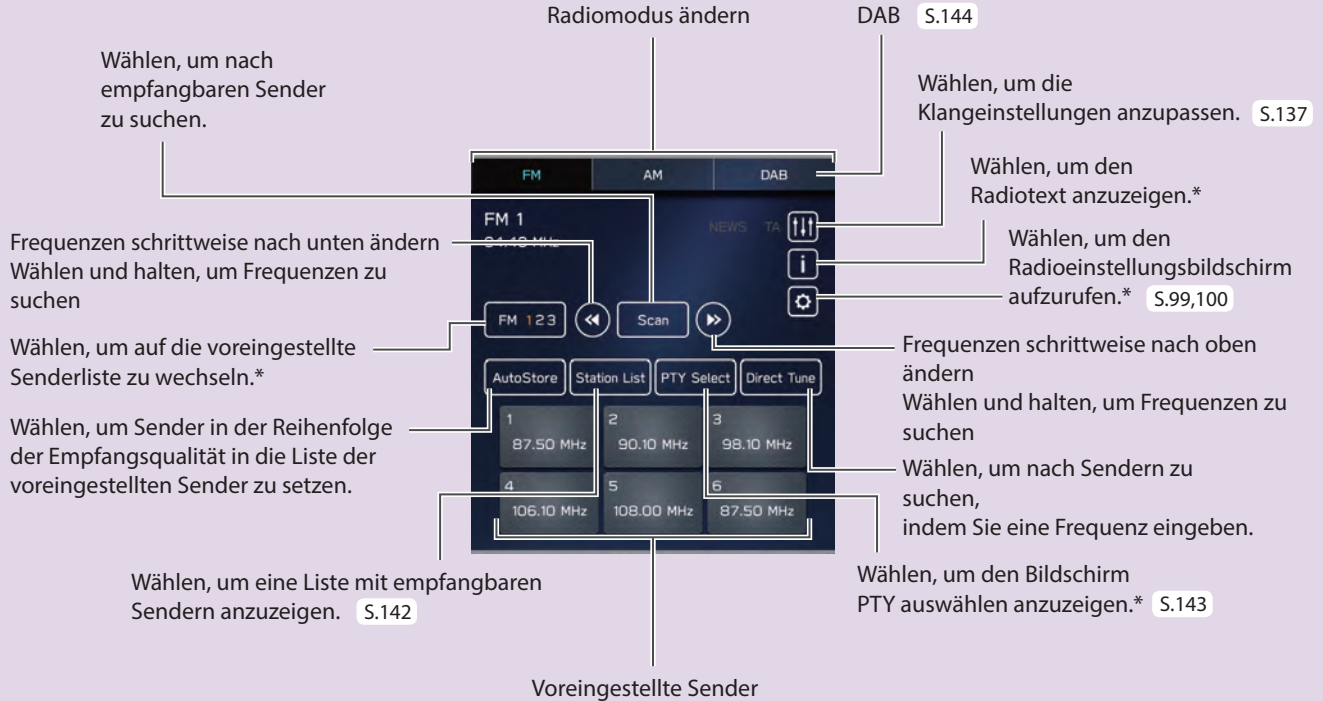 Radiomodus ändern
DAB S.144
Wählen, um nach
empfangbaren Sender
zu suchen.
Wählen, um die
Klangeinstellungen anzupassen. S.137
Wählen, um den
Radiotext anzuzeigen.*
Wählen, um den
Radioeinstellungsbildschirm
aufzurufen.* S.99,100
Frequenzen schrittweise nach unten ändern
Wählen und halten, um Frequenzen zu
suchen
Wählen, um auf die voreingestellte
Senderliste zu wechseln.*
Wählen, um Sender in der Reihenfolge
der Empfangsqualität in die Liste der
voreingestellten Sender zu setzen.
FM AM DAB
FM 1
NEWS TA
i
FM 123 Scan
AutoStore Station List PTY Select Direct Tune
1 2 3
87.50 MHz 90.10 MHz 98.10 MHz
4 5 6
106.10 MHz 108.00 MHz 87.50 MHz
Frequenzen schrittweise nach oben
ändern
Wählen und halten, um Frequenzen zu
suchen
Wählen, um nach Sendern zu
suchen,
indem Sie eine Frequenz eingeben.
Wählen, um eine Liste mit empfangbaren
Sendern anzuzeigen. S.142
Wählen, um den Bildschirm
PTY auswählen anzuzeigen.* S.143
Voreingestellte Sender